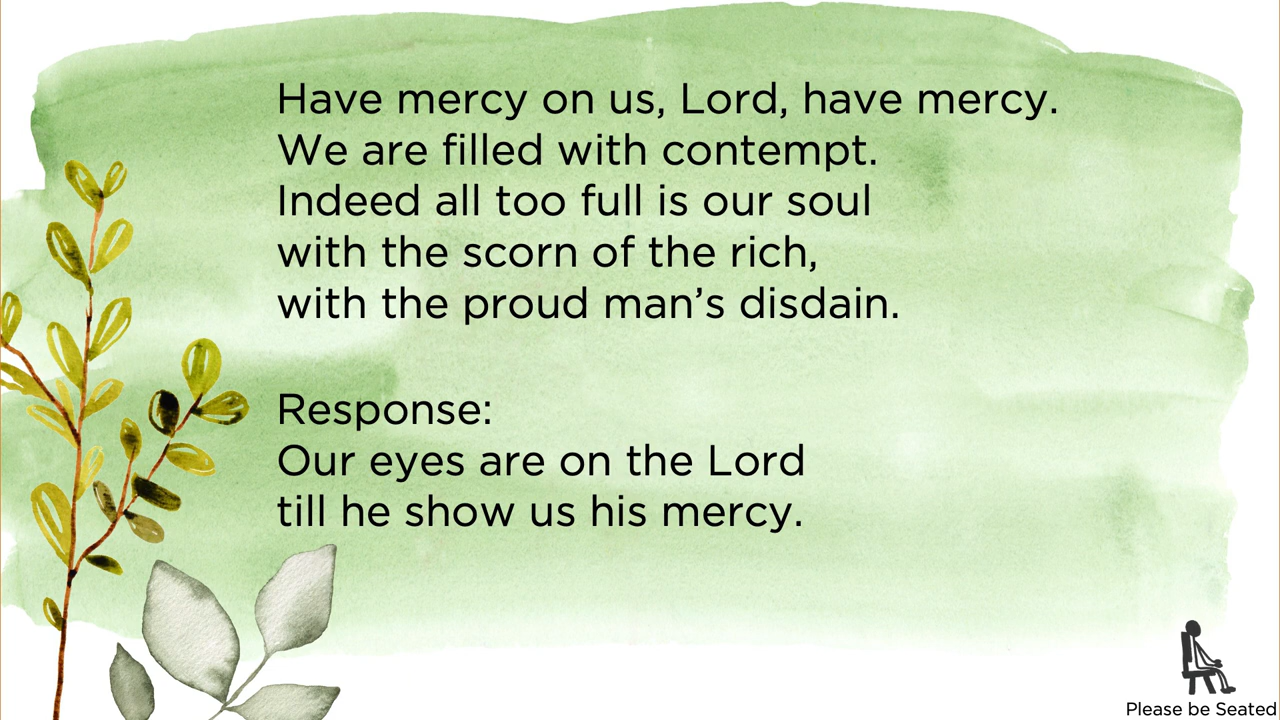 Have mercy on us, Lord, have mercy.
We are filled with contempt.
Indeed all too full is our soul
with the scorn of the rich,
with the proud man’s disdain.
Response:
Our eyes are on the Lord
till he show us his mercy.
Please be Seated